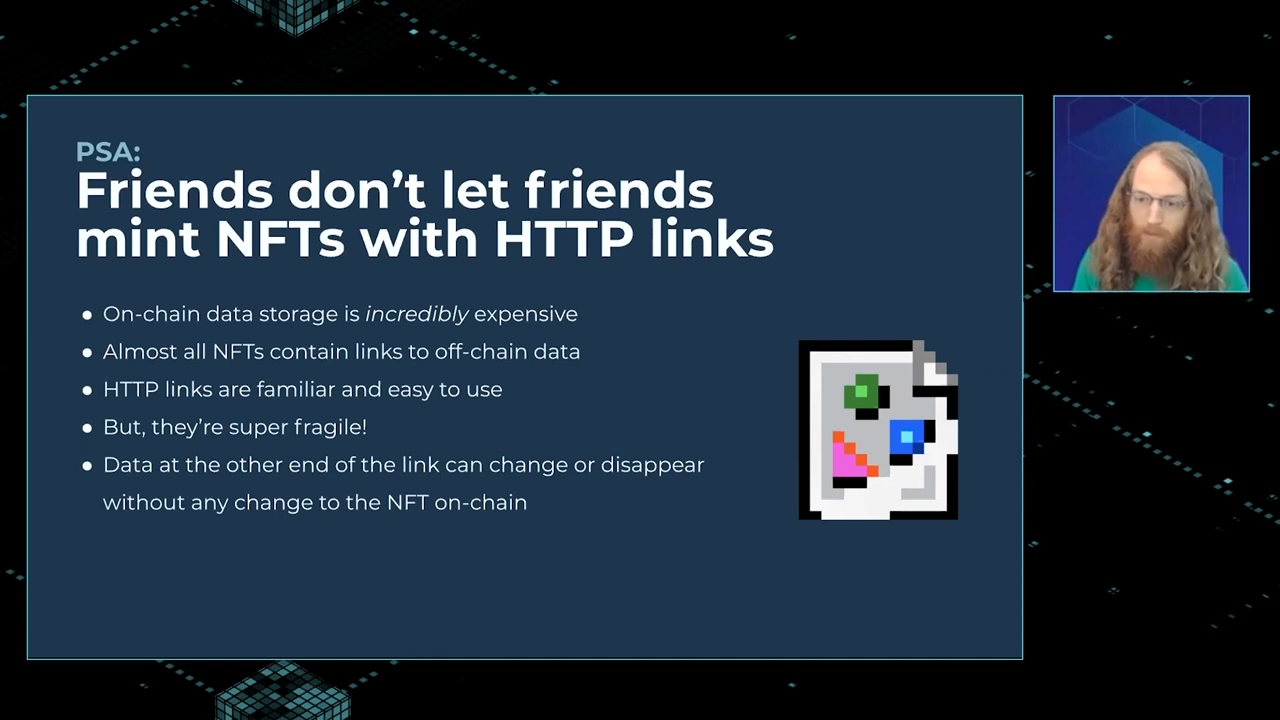 PSA:
Friends don’t let friends
mint NFTs with HTTP links
● On-chain data storage is incredibly expensive
● Almost all NFTs contain links to off-chain data
● HTTP links are familiar and easy to use
● But, they’re super fragile!
● Data at the other end of the link can change or disappear
without any change to the NFT on-chain